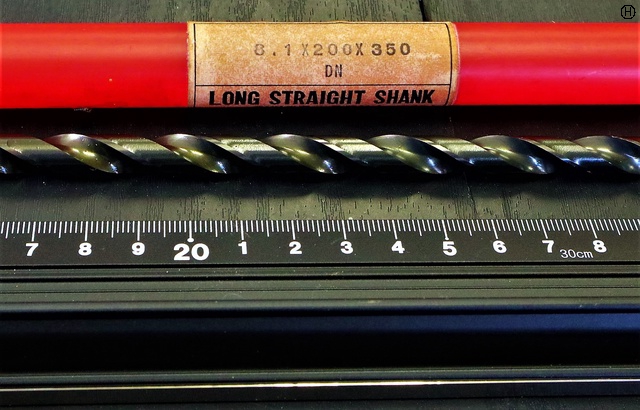 H
8.1X200X350
DN
LONG STRAIGHT SHANK
7 8 9 20 1 2 3 4 5 6 7 30cm 8